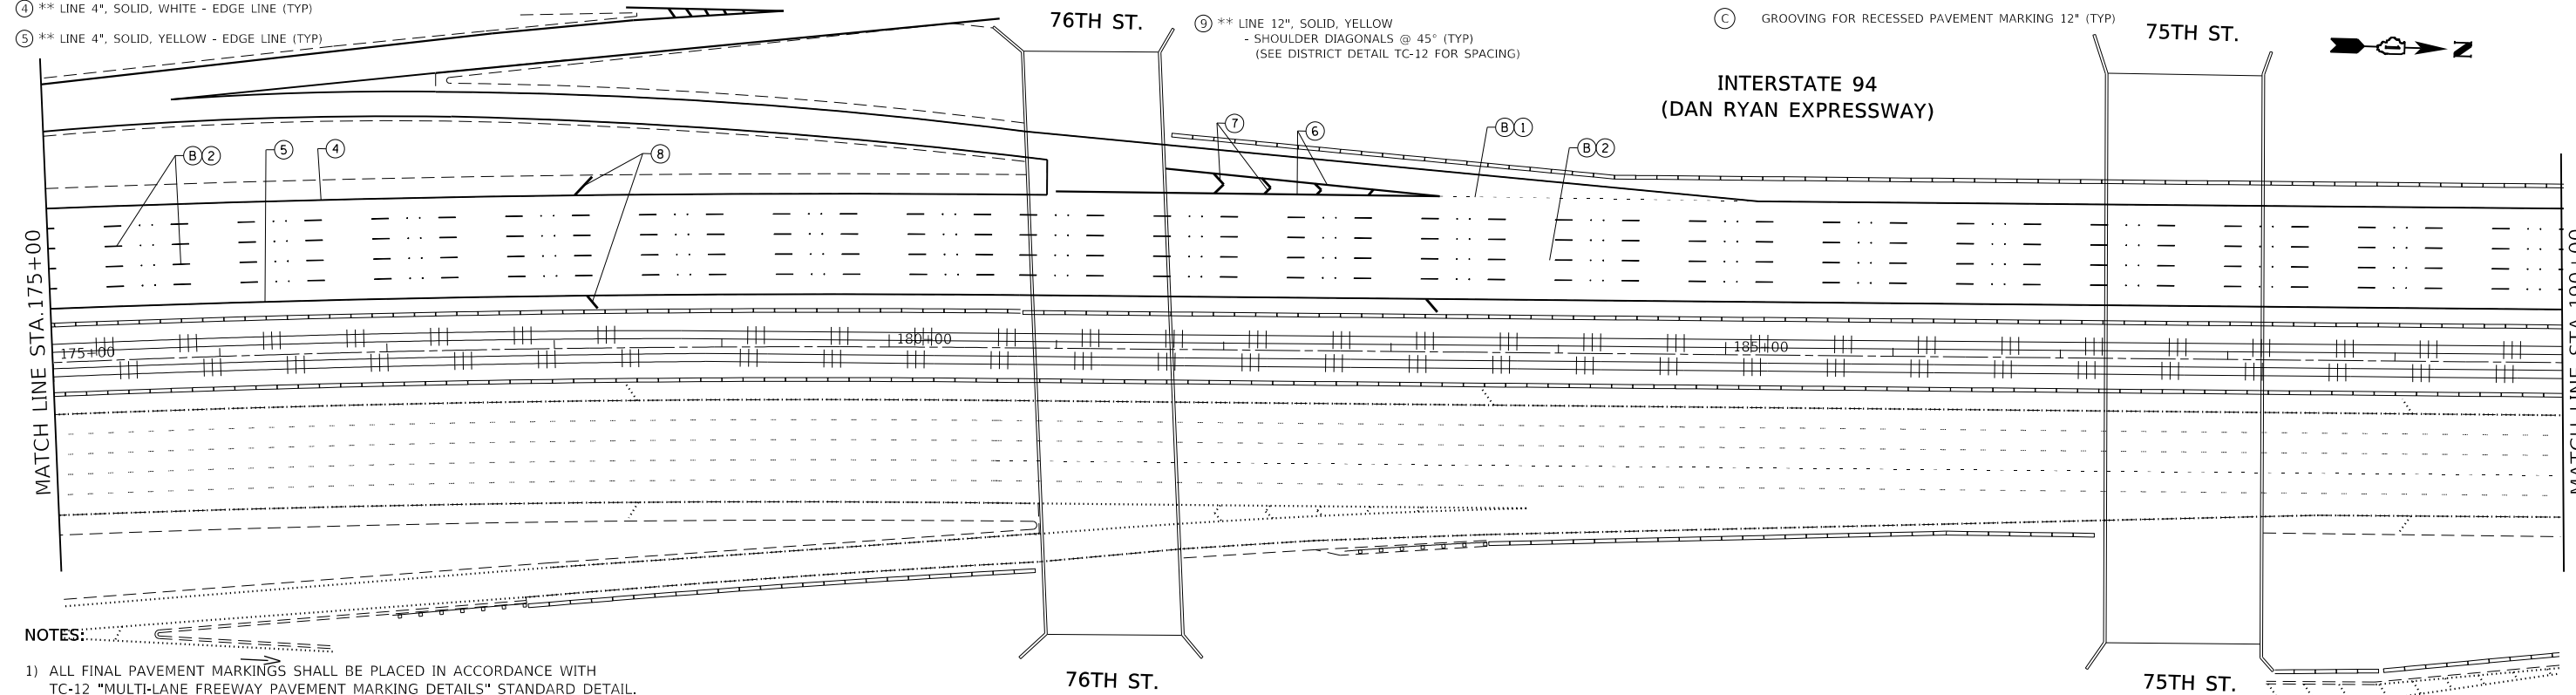 ④ ** LINE 4", SOLID, WHITE - EDGE LINE (TYP)
⑤ ** LINE 4", SOLID, YELLOW - EDGE LINE (TYP)
76TH ST.
⑨ ** LINE 12", SOLID, YELLOW
- SHOULDER DIAGONALS @ 45° (TYP)
(SEE DISTRICT DETAIL TC-12 FOR SPACING)
Ⓒ GROOVING FOR RECESSED PAVEMENT MARKING 12" (TYP)
75TH ST.
N
INTERSTATE 94
(DAN RYAN EXPRESSWAY)
Ⓑ②
⑤
④
⑧
⑦
⑥
Ⓑ①
Ⓑ②
MATCH LINE STA.175+00
175+00
180+00
185+00
NOTES:
1) ALL FINAL PAVEMENT MARKINGS SHALL BE PLACED IN ACCORDANCE WITH
TC-12 "MULTI-LANE FREEWAY PAVEMENT MARKING DETAILS" STANDARD DETAIL.
76TH ST.
75TH ST.